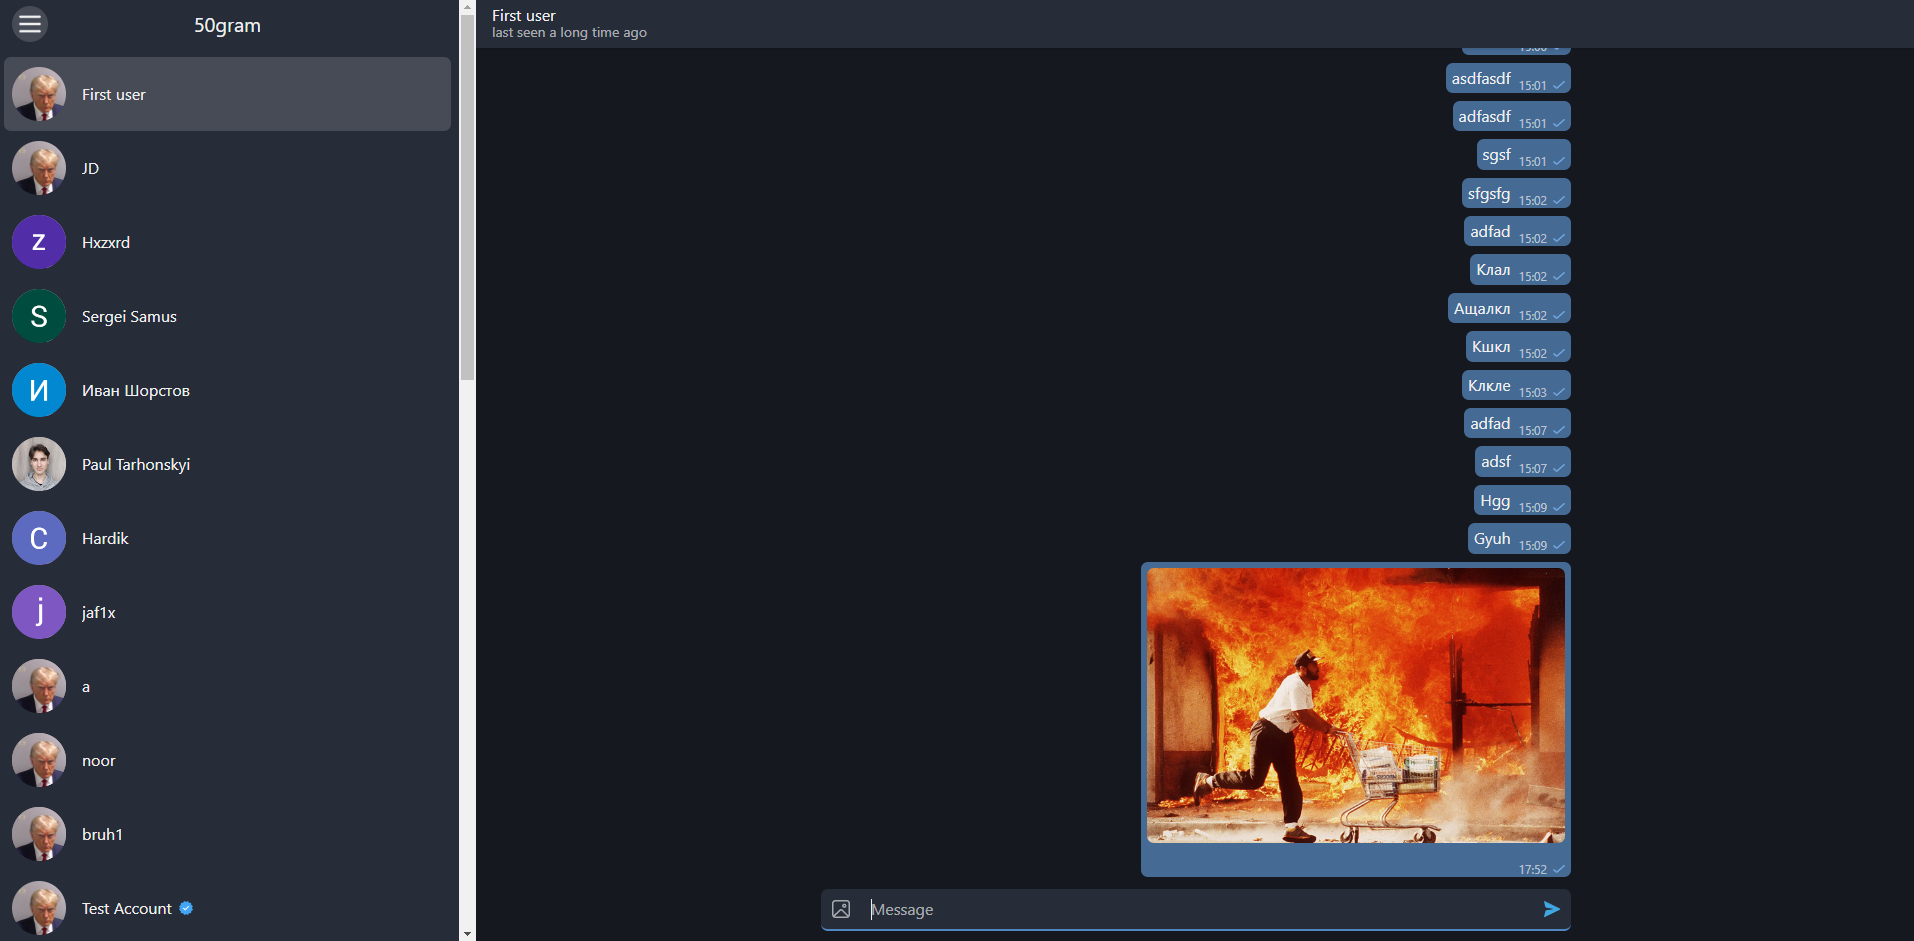 50gram
First user
JD
z
Hxzxrd
S
Sergei Samus
И
Иван Шорстов
Paul Tarhonskyi
C
Hardik
j
jaf1x
a
noor
bruh1
Test Account
First user
last seen a long time ago
asdfasdf 15:01
adfasdf 15:01
sgsf 15:01
sfgsfg 15:02
adfad 15:02
Клал 15:02
Ащалкл 15:02
Кшкл 15:02
Клкле 15:03
adfad 15:07
adsf 15:07
Hgg 15:09
Gyuh 15:09
17:52
Message